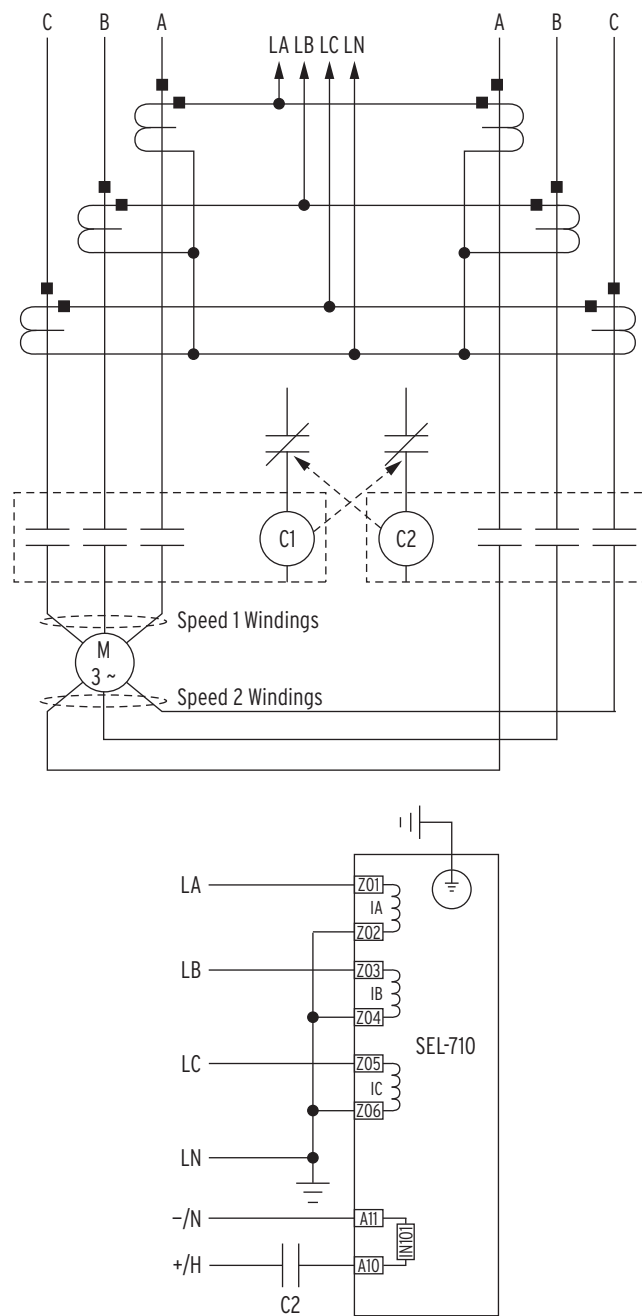 C B A LA LB LC LN A B C
C1 C2
Speed 1 Windings
M
3 ~
Speed 2 Windings
LA Z01
IA
Z02
LB Z03
IB
Z04
SEL-710
LC Z05
IC
Z06
LN
–/N A11
IN101
+/H A10
C2